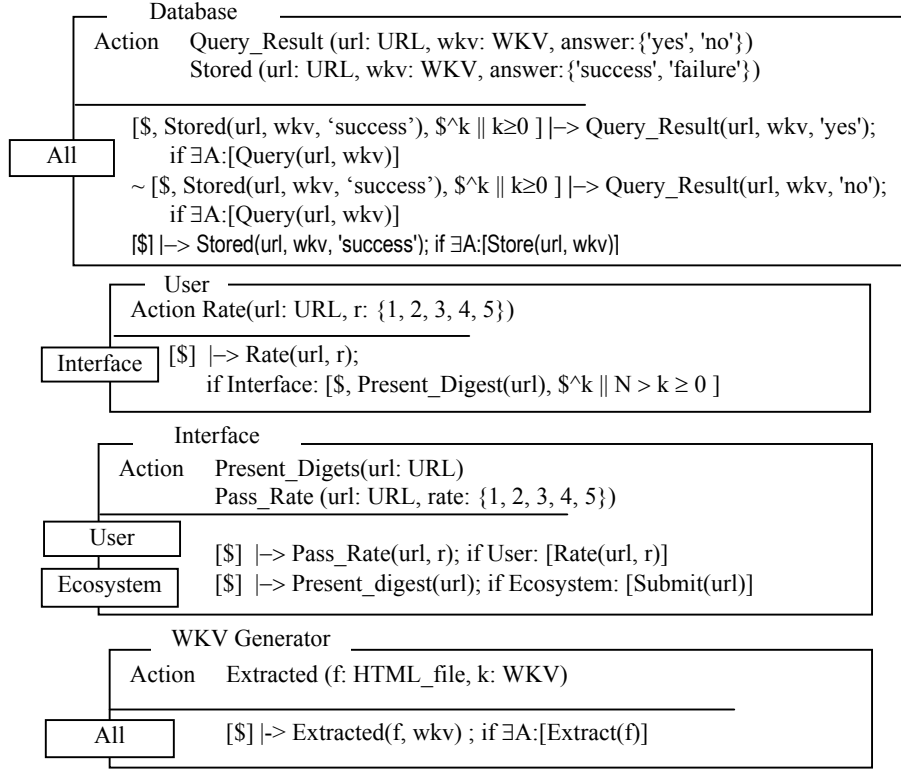 Database
Action Query_Result (url: URL, wkv: WKV, answer:{'yes', 'no'})
Stored (url: URL, wkv: WKV, answer:{'success', 'failure'})
All
[$, Stored(url, wkv, ‘success’), $^k || k≥0 ] |–> Query_Result(url, wkv, 'yes');
if ∃A:[Query(url, wkv)]
~ [$, Stored(url, wkv, ‘success’), $^k || k≥0 ] |–> Query_Result(url, wkv, 'no');
if ∃A:[Query(url, wkv)]
[$] |–> Stored(url, wkv, 'success'); if ∃A:[Store(url, wkv)]
User
Action Rate(url: URL, r: {1, 2, 3, 4, 5})
Interface
[$] |–> Rate(url, r);
if Interface: [$, Present_Digest(url), $^k || N > k ≥ 0 ]
Interface
Action Present_Digets(url: URL)
Pass_Rate (url: URL, rate: {1, 2, 3, 4, 5})
User
[$] |–> Pass_Rate(url, r); if User: [Rate(url, r)]
Ecosystem
[$] |–> Present_digest(url); if Ecosystem: [Submit(url)]
WKV Generator
Action Extracted (f: HTML_file, k: WKV)
All
[$] |-> Extracted(f, wkv) ; if ∃A:[Extract(f)]